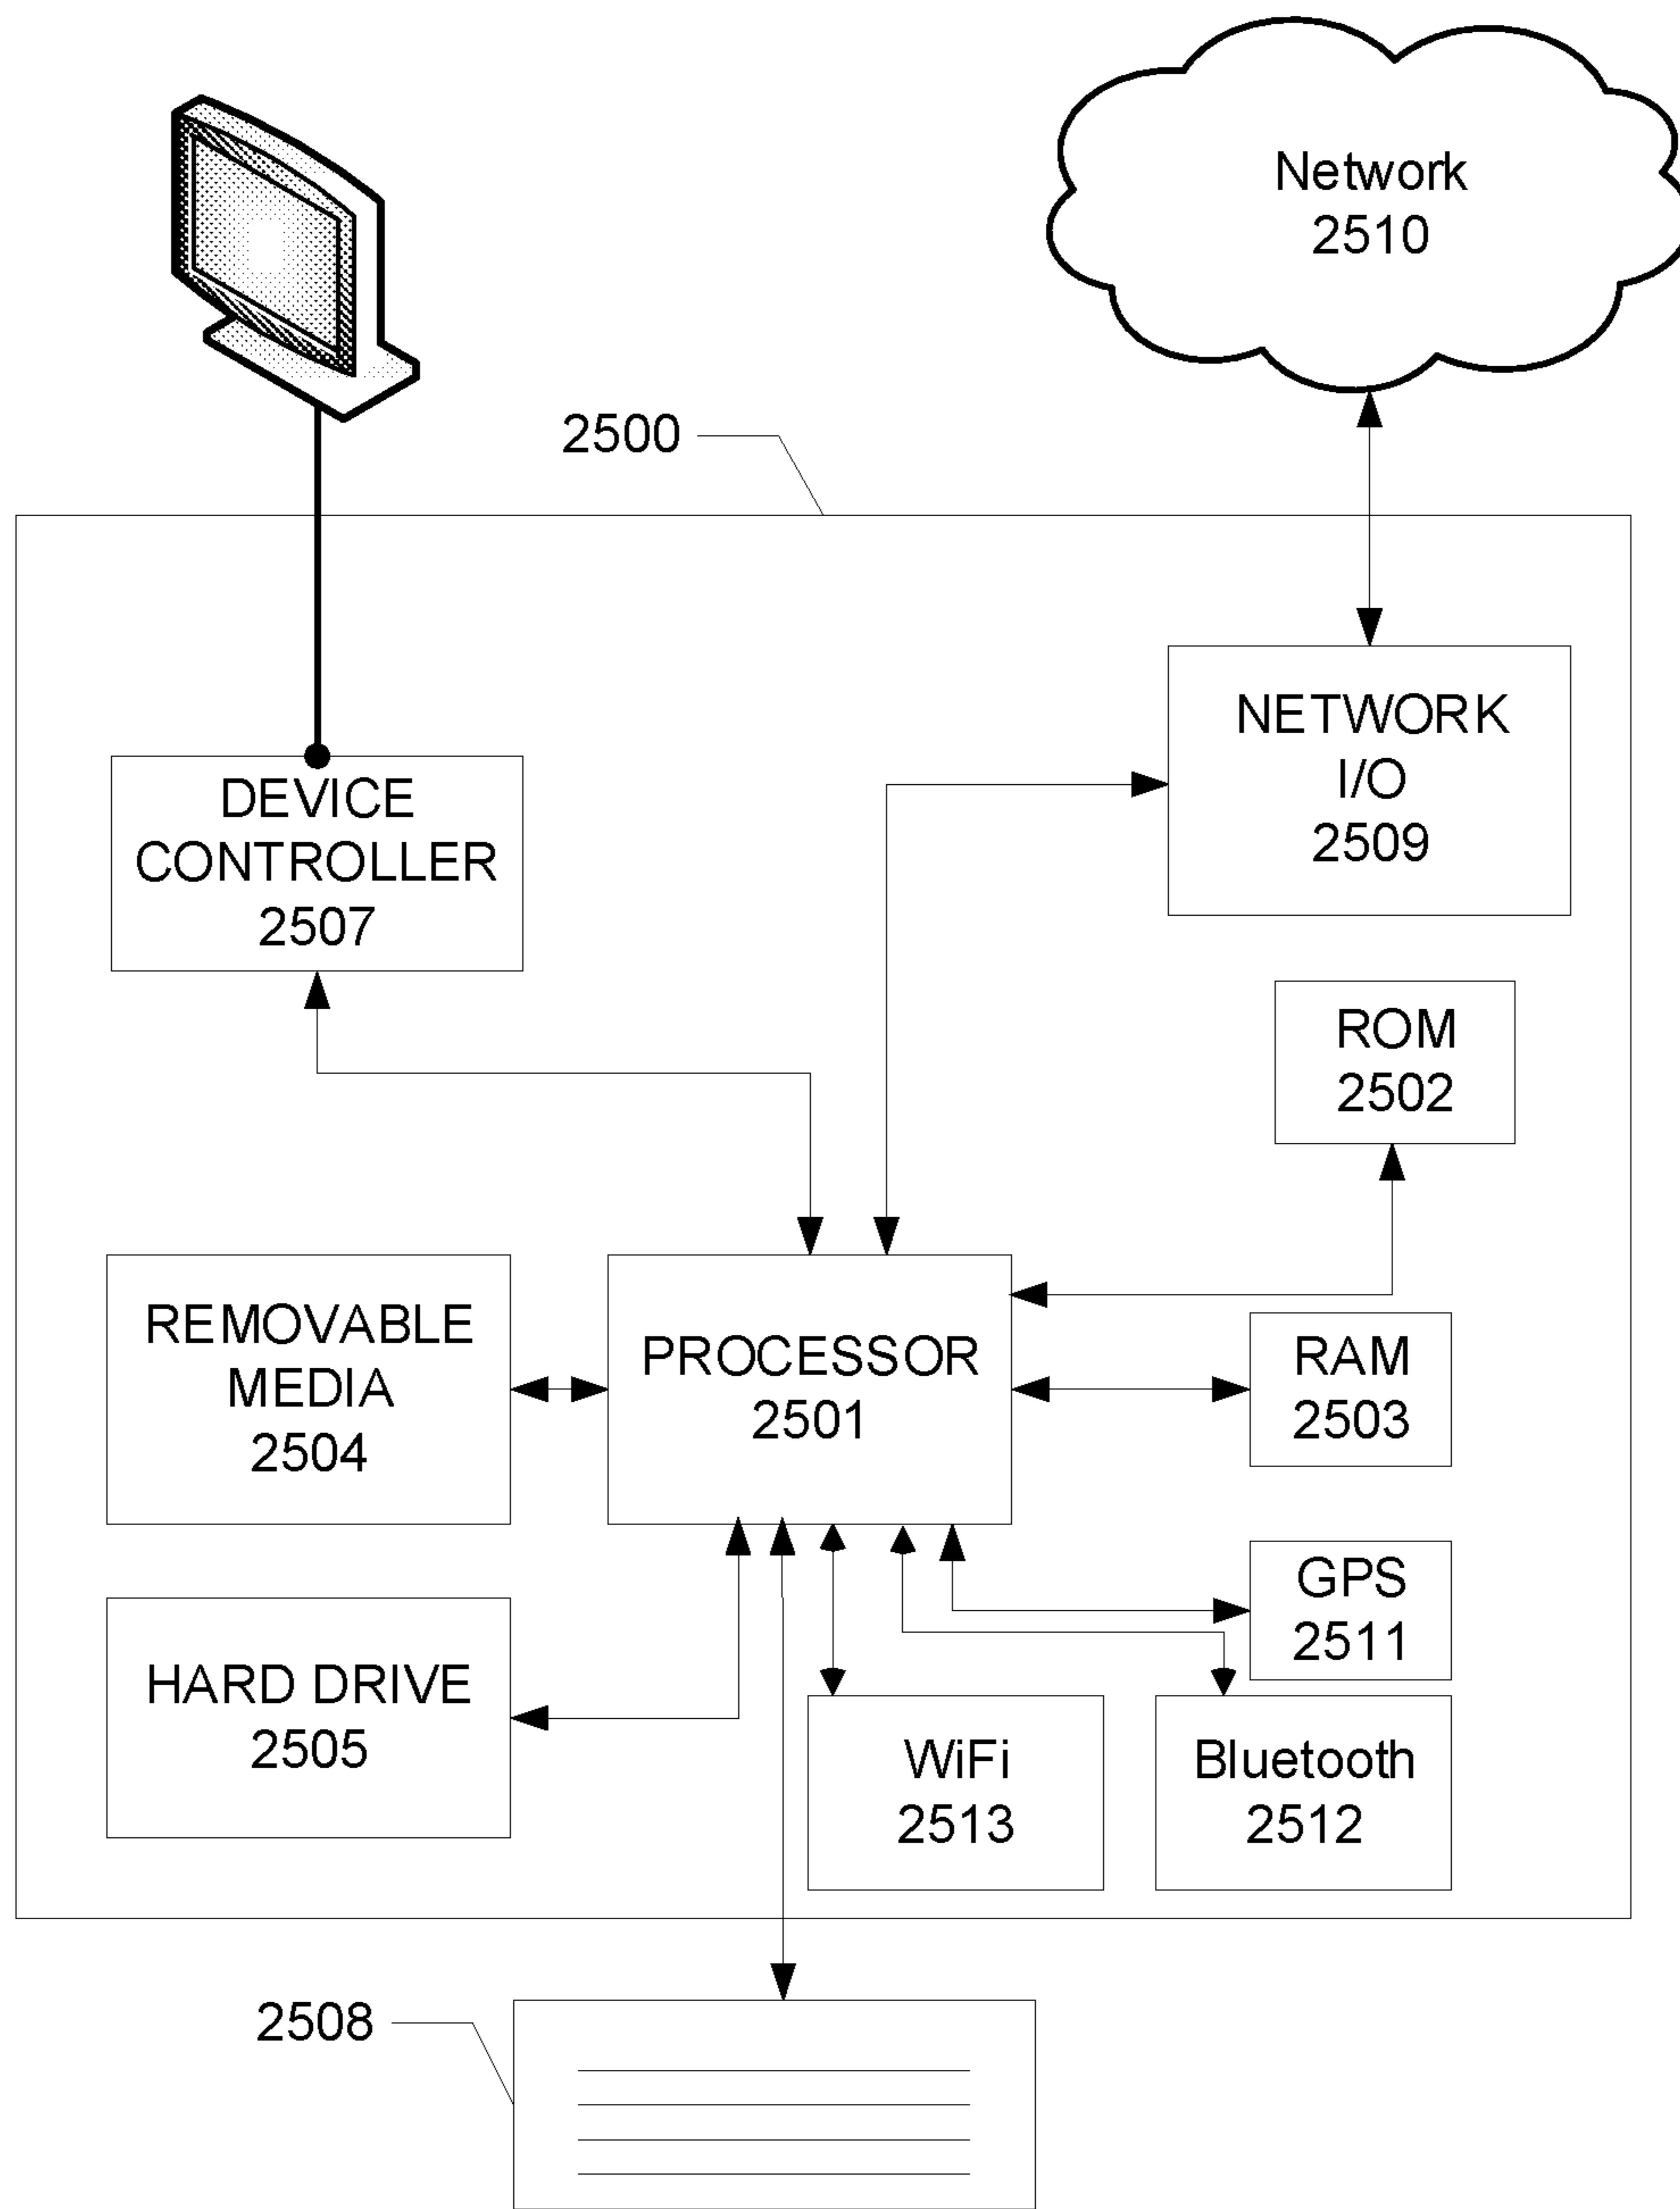 Network
2510
2500
NETWORK
I/O
2509
DEVICE
CONTROLLER
2507
ROM
2502
REMOVABLE
MEDIA
2504
PROCESSOR
2501
RAM
2503
GPS
2511
HARD DRIVE
2505
WiFi
2513
Bluetooth
2512
2508